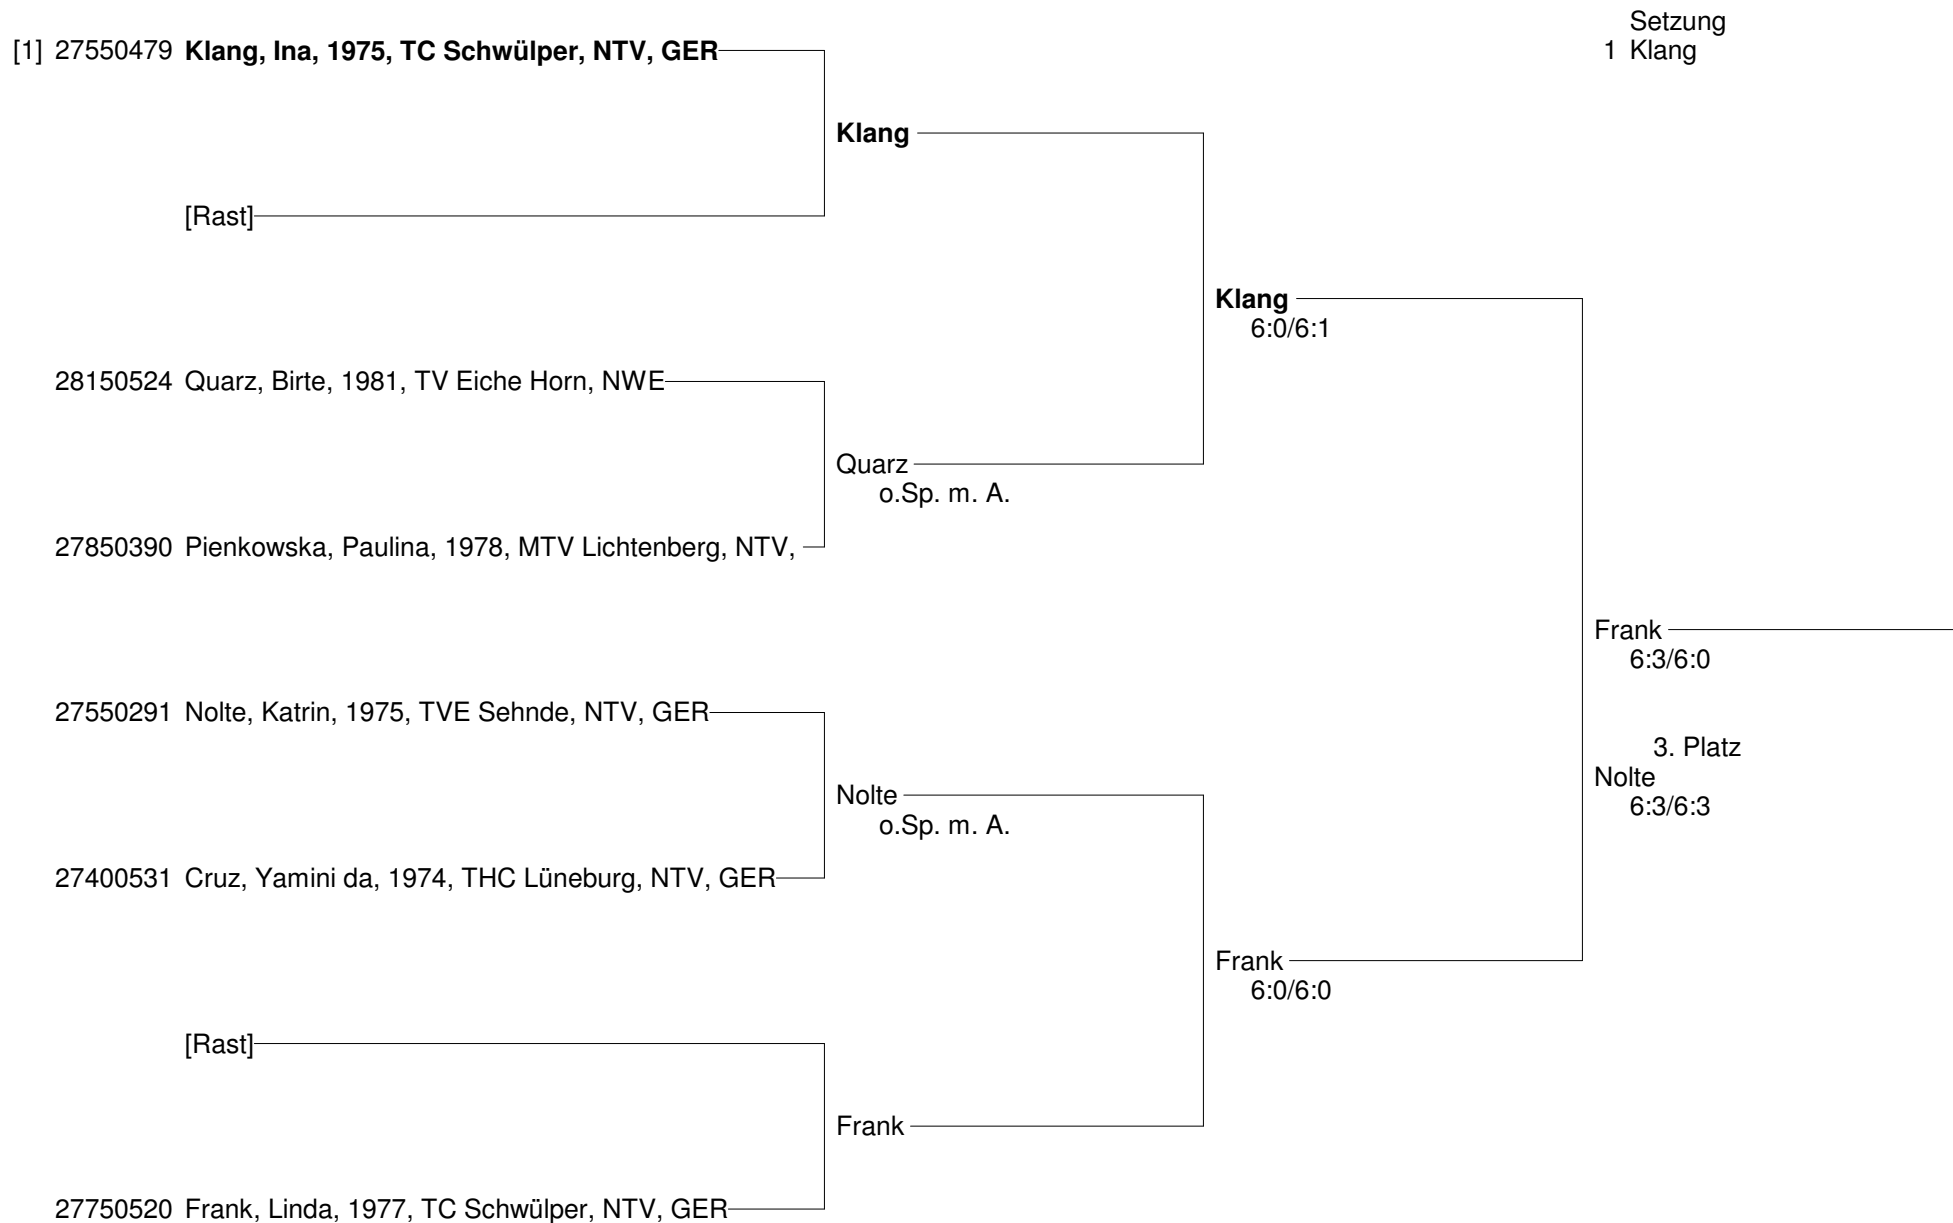 Setzung
1 Klang
[1] 27550479 Klang, Ina, 1975, TC Schwülper, NTV, GER
Klang
[Rast]
Klang
6:0/6:1
28150524 Quarz, Birte, 1981, TV Eiche Horn, NWE
Quarz
o.Sp. m. A.
27850390 Pienkowska, Paulina, 1978, MTV Lichtenberg, NTV,
Frank
6:3/6:0
27550291 Nolte, Katrin, 1975, TVE Sehnde, NTV, GER
3. Platz
Nolte
6:3/6:3
Nolte
o.Sp. m. A.
27400531 Cruz, Yamini da, 1974, THC Lüneburg, NTV, GER
Frank
6:0/6:0
[Rast]
Frank
27750520 Frank, Linda, 1977, TC Schwülper, NTV, GER